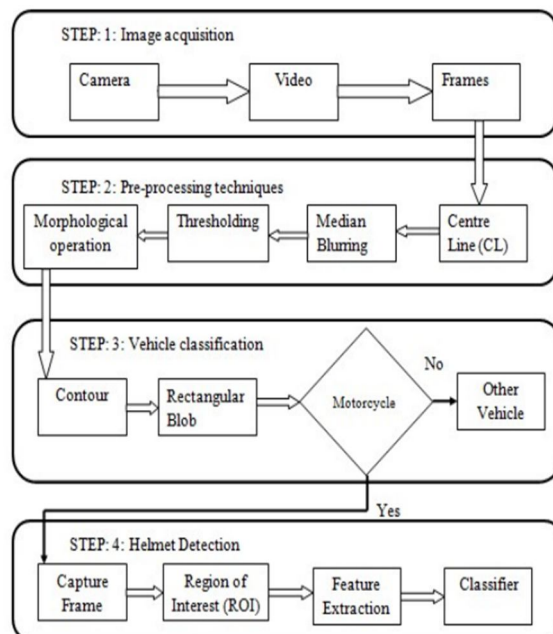 STEP: 1: Image acquisition
Camera
Video
Frames
STEP: 2: Pre-processing techniques
Morphological
operation
Thresholding
Median
Blurring
Centre
Line (CL)
STEP: 3: Vehicle classification
Contour
Rectangular
Blob
Motorcycle
No
Other
Vehicle
Yes
STEP: 4: Helmet Detection
Capture
Frame
Region of
Interest (ROI)
Feature
Extraction
Classifier